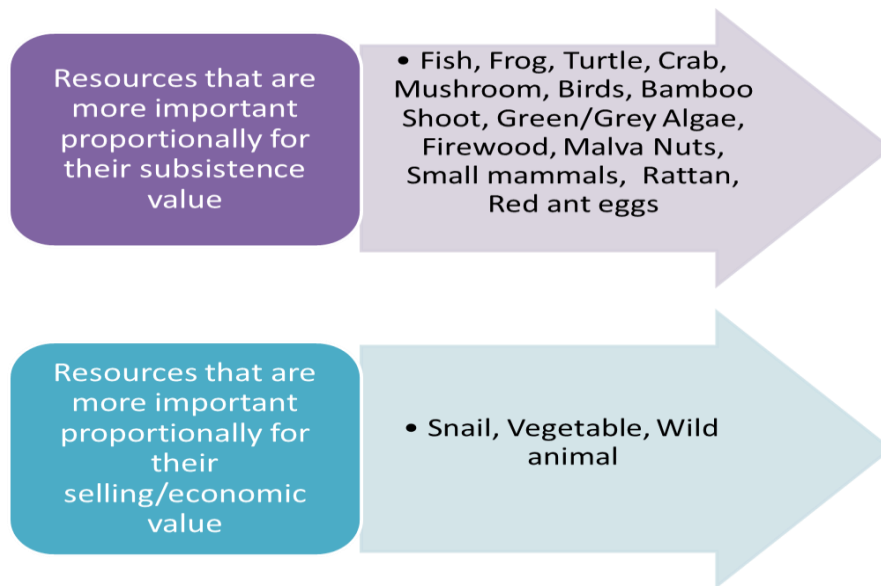 Resources that are
more important
proportionally for
their subsistence
value
• Fish, Frog, Turtle, Crab,
Mushroom, Birds, Bamboo
Shoot, Green/Grey Algae,
Firewood, Malva Nuts,
Small mammals, Rattan,
Red ant eggs
Resources that are
more important
proportionally for
their
selling/economic
value
• Snail, Vegetable, Wild
animal